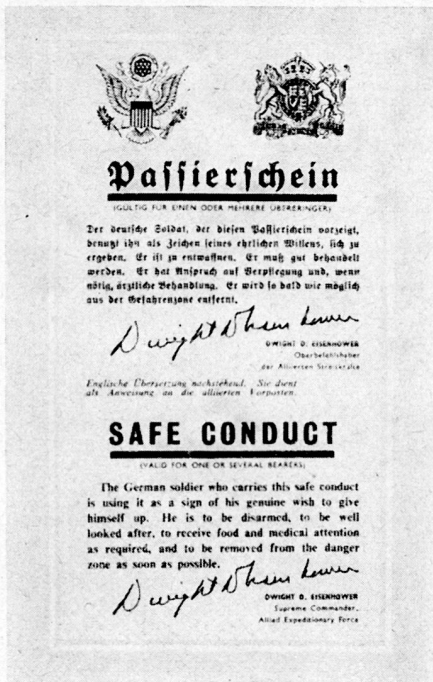 Passierschein
(GÜLTIG FÜR EINEN ODER MEHRERE ÜBERBRINGER)
Der deutsche Soldat, der diesen Passierschein vorzeigt,
benutzt ihn als Zeichen seines ehrlichen Willens, sich zu
ergeben. Er ist zu entwaffnen. Er muß gut behandelt
werden. Er hat Anspruch auf Verpflegung und, wenn
nötig, ärztliche Behandlung. Er wird so bald wie möglich
aus der Gefahrenzone entfernt.
Dwight D Eisenhower
DWIGHT D. EISENHOWER
Oberbefehlshaber
der Alliierten Streitkräfte
Englische Übersetzung nachstehend. Sie dient
als Anweisung an die alliierten Vorposten.
SAFE CONDUCT
(VALID FOR ONE OR SEVERAL BEARERS)
The German soldier who carries this safe conduct
is using it as a sign of his genuine wish to give
himself up. He is to be disarmed, to be well
looked after, to receive food and medical attention
as required, and to be removed from the danger
zone as soon as possible.
Dwight D Eisenhower
DWIGHT D. EISENHOWER
Supreme Commander,
Allied Expeditionary Force